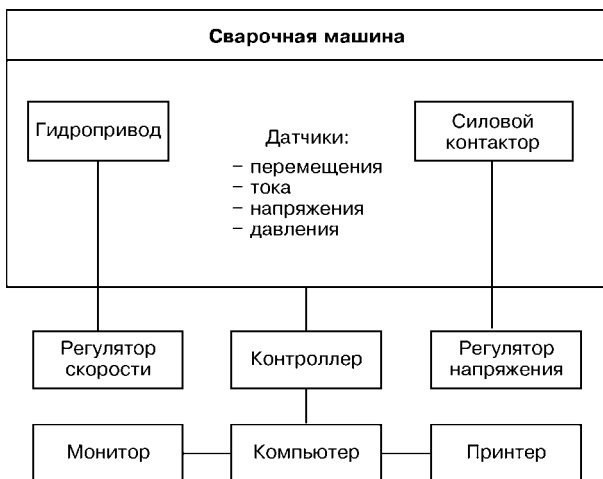 Сварочная машина
Гидропривод
Датчики:
– перемещения
– тока
– напряжения
– давления
Силовой
контактор
Регулятор
скорости
Контроллер
Регулятор
напряжения
Монитор
Компьютер
Принтер